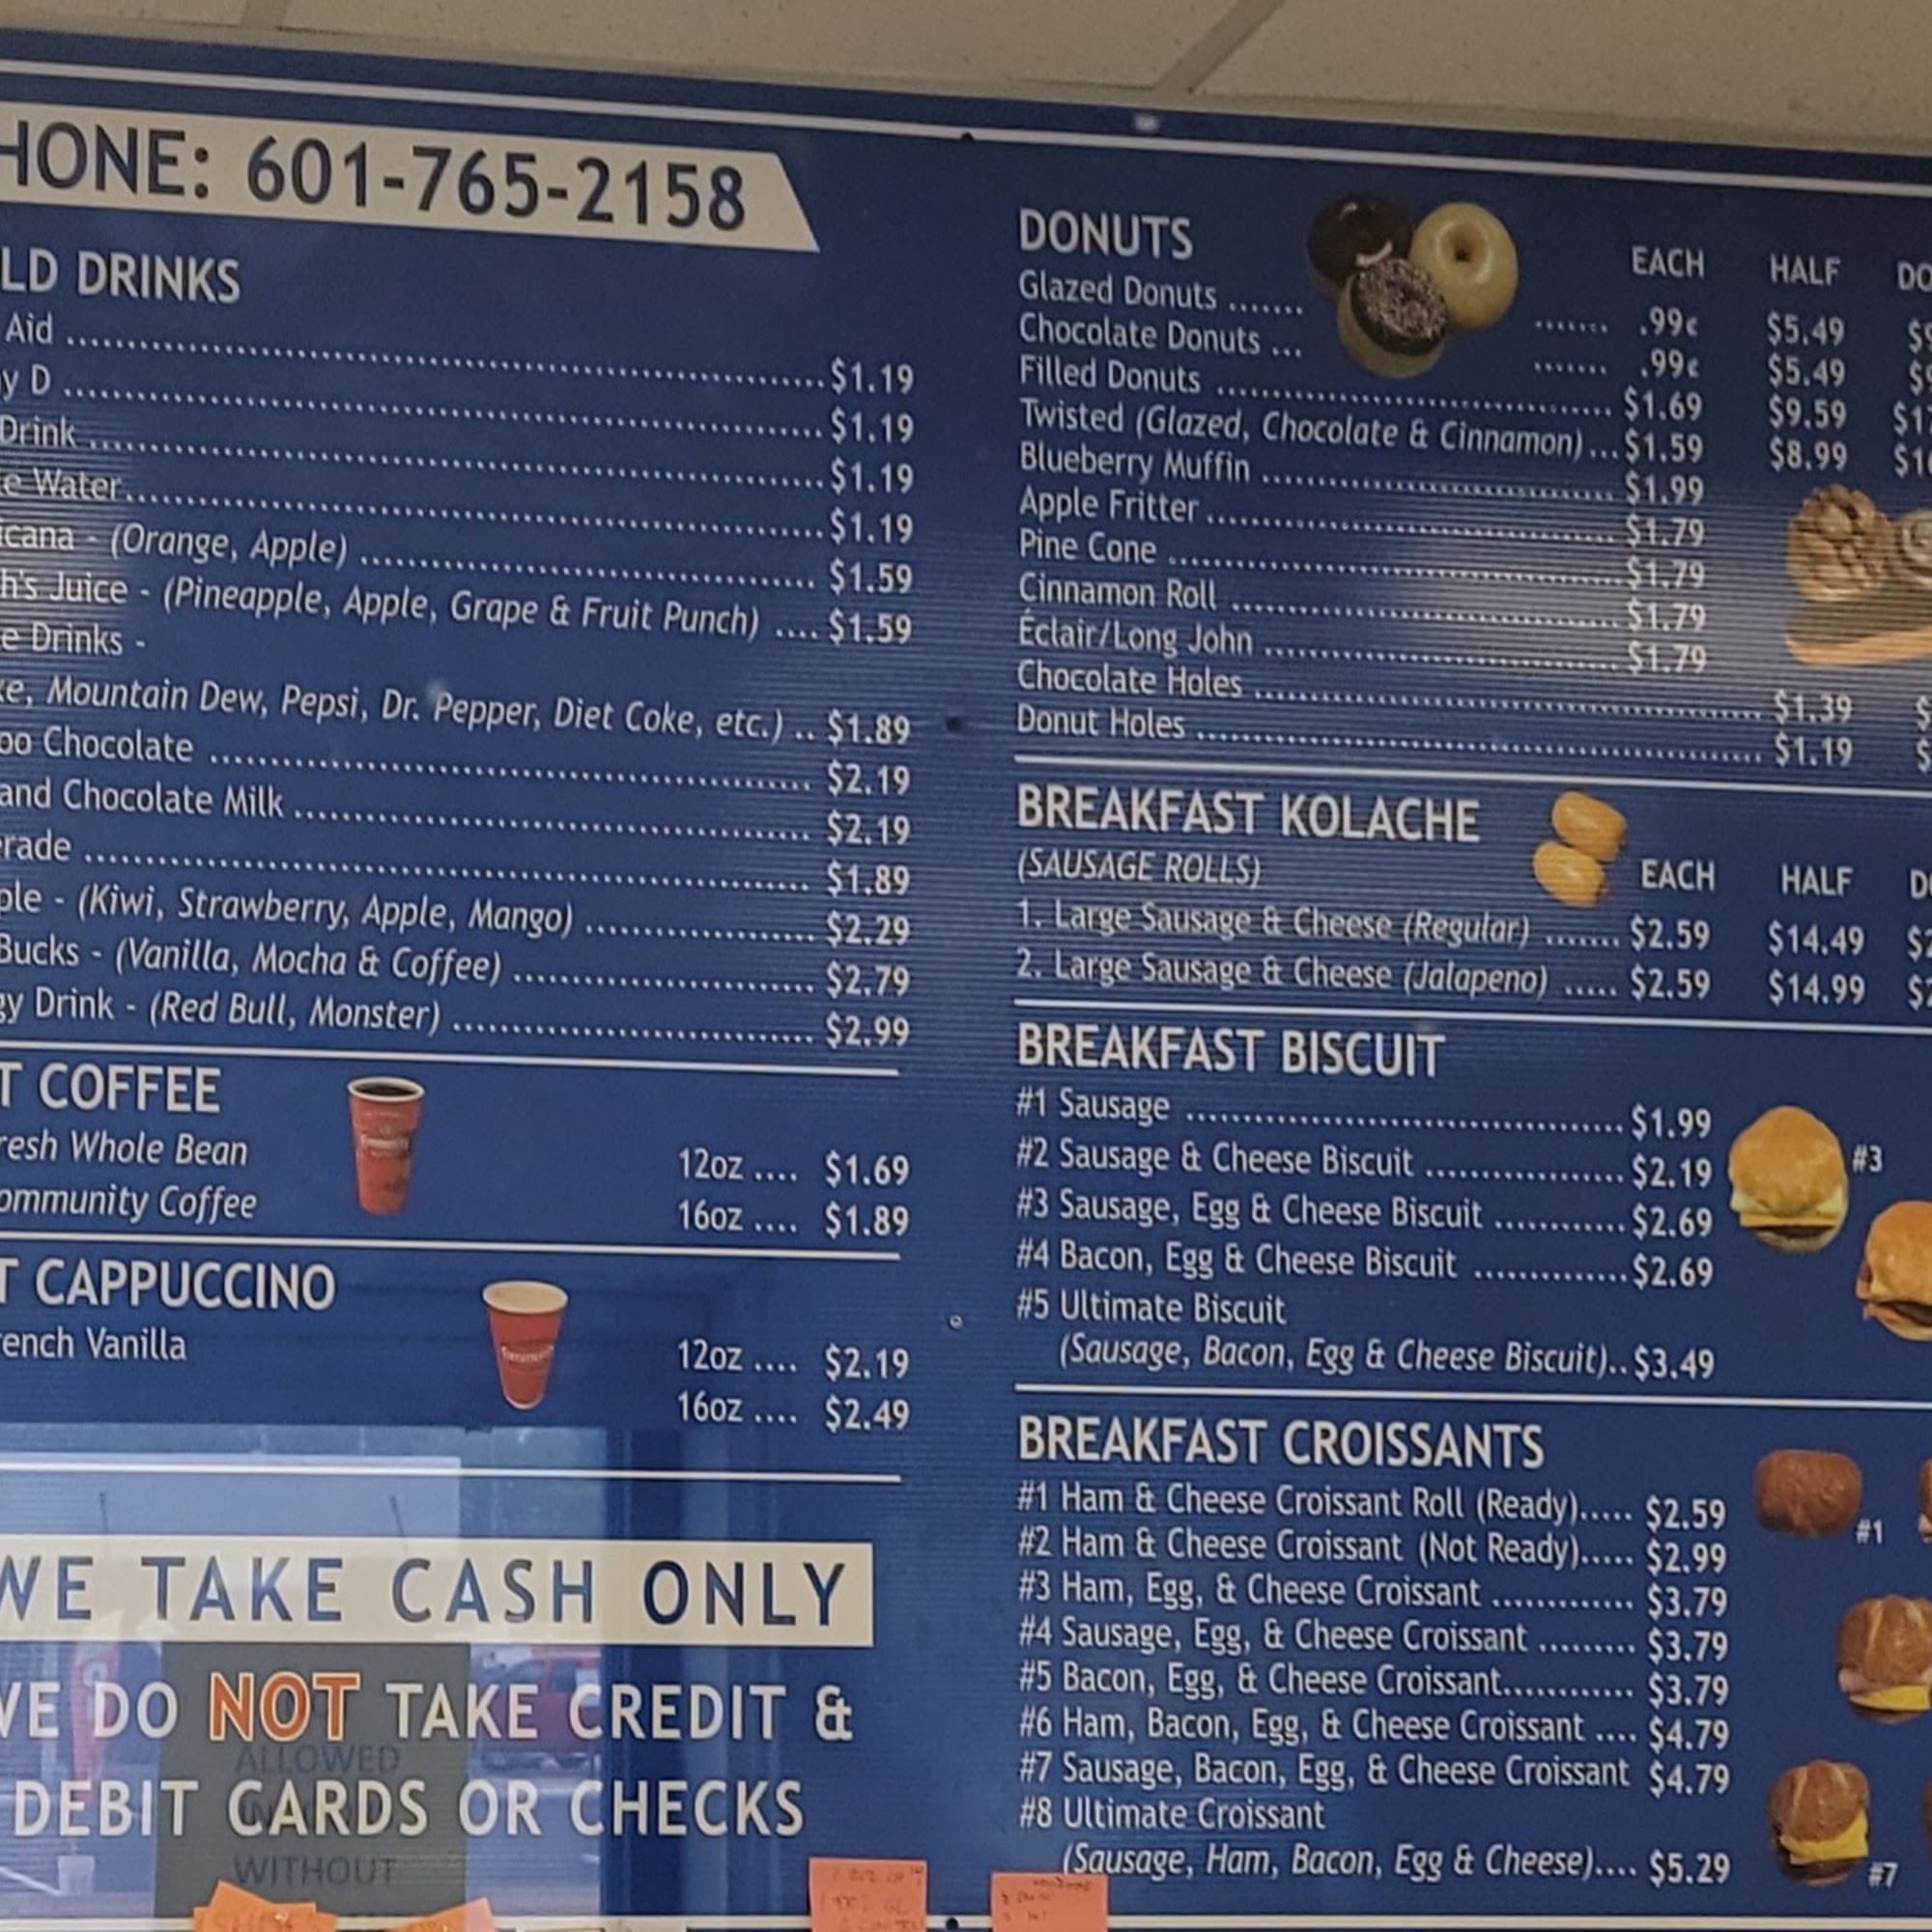 HONE: 601-765-2158
LD DRINKS
Aid ........ $1.19
y D ........ $1.19
Drink ........ $1.19
e Water ........ $1.19
icana - (Orange, Apple) ........ $1.59
h's Juice - (Pineapple, Apple, Grape & Fruit Punch) .... $1.59
e Drinks -
ke, Mountain Dew, Pepsi, Dr. Pepper, Diet Coke, etc.) .. $1.89
oo Chocolate ........ $2.19
and Chocolate Milk ........ $2.19
rade ........ $1.89
ple - (Kiwi, Strawberry, Apple, Mango) ........ $2.29
Bucks - (Vanilla, Mocha & Coffee) ........ $2.79
gy Drink - (Red Bull, Monster) ........ $2.99
T COFFEE
resh Whole Bean
ommunity Coffee
12oz .... $1.69
16oz .... $1.89
T CAPPUCCINO
ench Vanilla
12oz .... $2.19
16oz .... $2.49
WE TAKE CASH ONLY
WE DO NOT TAKE CREDIT &
DEBIT CARDS OR CHECKS
ALLOWED
WITHOUT
DONUTS EACH HALF DO
Glazed Donuts ....... .99¢ $5.49 $9
Chocolate Donuts ... .99¢ $5.49 $9
Filled Donuts ........ $1.69 $9.59 $1
Twisted (Glazed, Chocolate & Cinnamon) ... $1.59 $8.99 $1
Blueberry Muffin ........ $1.99
Apple Fritter ........ $1.79
Pine Cone ........ $1.79
Cinnamon Roll ........ $1.79
Éclair/Long John ........ $1.79
Chocolate Holes ........ $1.39 $
Donut Holes ........ $1.19 $
BREAKFAST KOLACHE
(SAUSAGE ROLLS) EACH HALF D
1. Large Sausage & Cheese (Regular) ....... $2.59 $14.49 $2
2. Large Sausage & Cheese (Jalapeno) ..... $2.59 $14.99 $2
BREAKFAST BISCUIT
#1 Sausage ........ $1.99
#2 Sausage & Cheese Biscuit ........ $2.19
#3
#3 Sausage, Egg & Cheese Biscuit ........ $2.69
#4 Bacon, Egg & Cheese Biscuit ........ $2.69
#5 Ultimate Biscuit
(Sausage, Bacon, Egg & Cheese Biscuit).. $3.49
BREAKFAST CROISSANTS
#1 Ham & Cheese Croissant Roll (Ready)..... $2.59
#1
#2 Ham & Cheese Croissant (Not Ready)..... $2.99
#3 Ham, Egg, & Cheese Croissant ........ $3.79
#4 Sausage, Egg, & Cheese Croissant ......... $3.79
#5 Bacon, Egg, & Cheese Croissant............ $3.79
#6 Ham, Bacon, Egg, & Cheese Croissant .... $4.79
#7 Sausage, Bacon, Egg, & Cheese Croissant $4.79
#8 Ultimate Croissant
(Sausage, Ham, Bacon, Egg & Cheese).... $5.29
#7